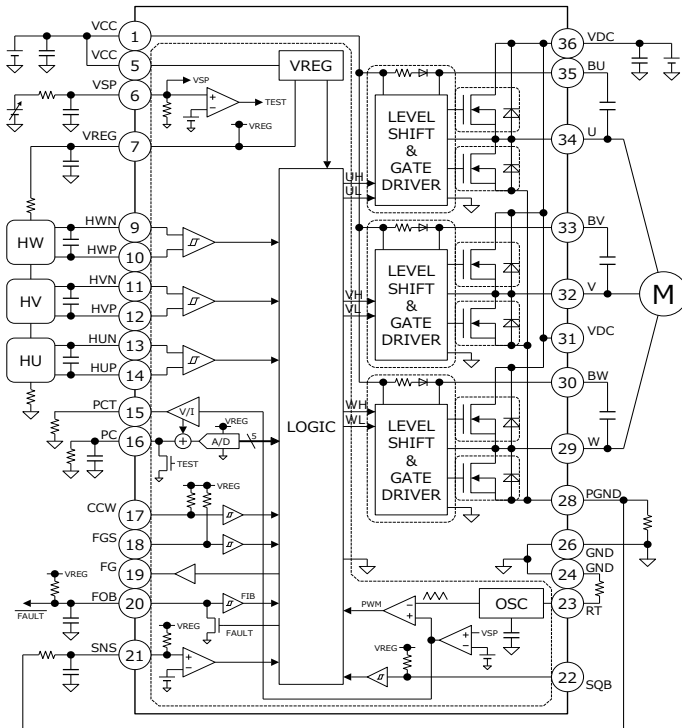 VCC
1
VCC
5
VSP
6
VREG
7
HWN
9
HW
HWP
10
HVN
11
HV
HVP
12
HUN
13
HU
HUP
14
PCT
15
PC
16
CCW
17
FGS
18
FG
19
FOB
20
FAULT
SNS
21
VREG
VSP
TEST
VREG
+
−
V/I
VREG
+
A/D
5
TEST
VREG
VREG
FIB
FAULT
VREG
+
−
LOGIC
UH
UL
VH
VL
WH
WL
LEVEL
SHIFT
&
GATE
DRIVER
LEVEL
SHIFT
&
GATE
DRIVER
LEVEL
SHIFT
&
GATE
DRIVER
PWM
−
+
OSC
VSP
+
−
VREG
36
VDC
35
BU
34
U
33
BV
32
V
31
VDC
30
BW
29
W
28
PGND
26
GND
24
GND
23
RT
22
SQB
M